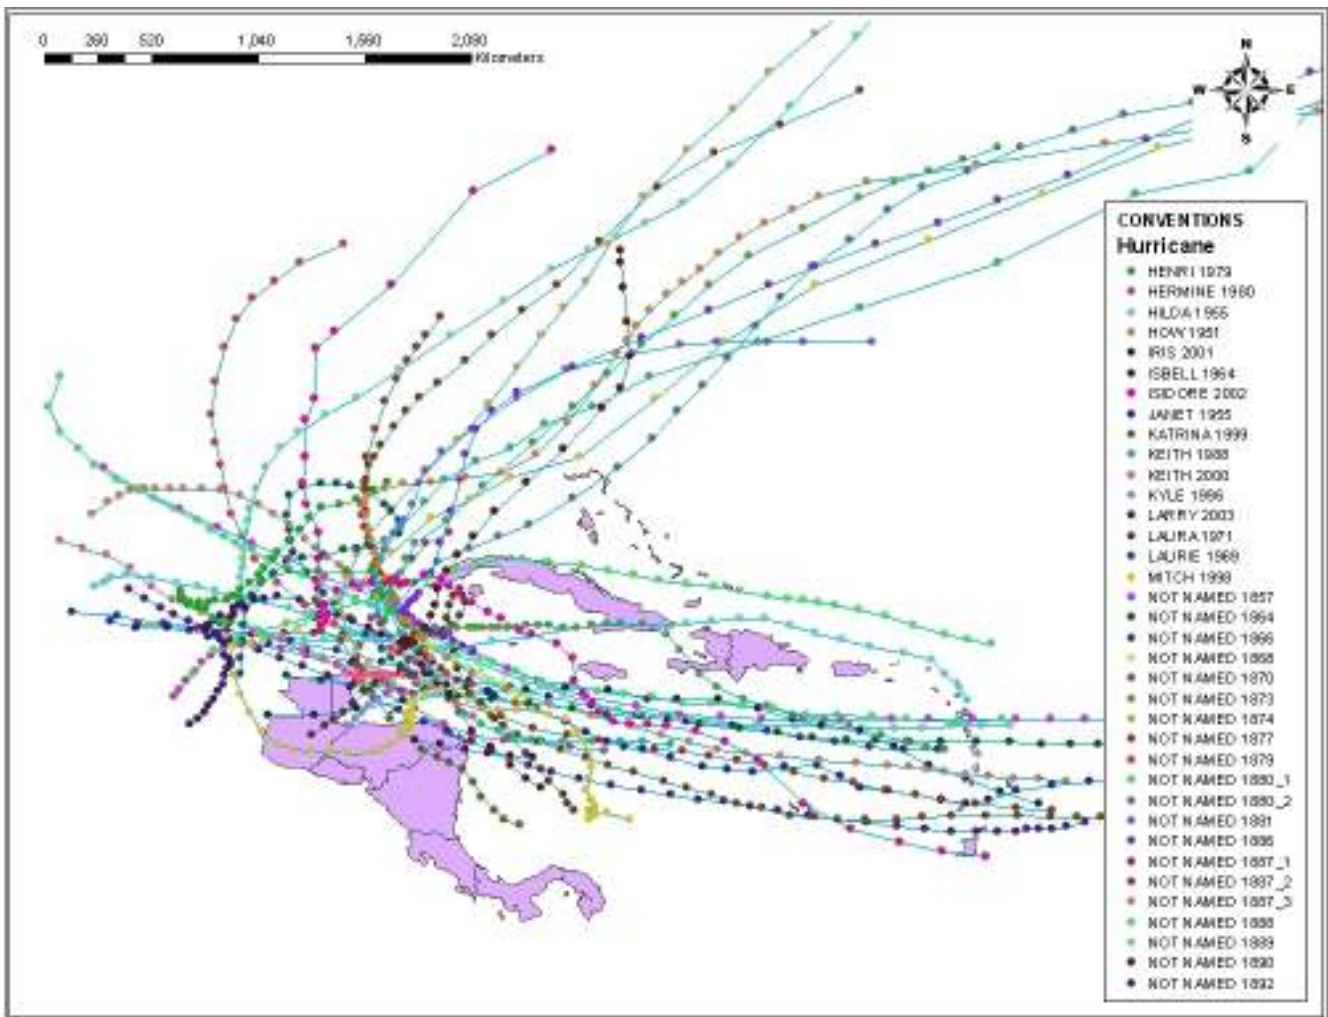 0 260 520 1,040 1,560 2,080
Kilometers
N
W E
S
CONVENTIONS
Hurricane
HENRI 1979
HERMINE 1980
HILDA 1955
HOW 1951
IRIS 2001
ISBELL 1964
ISIDORE 2002
JANET 1955
KATRINA 1999
KEITH 1988
KEITH 2000
KYLE 1996
LARRY 2003
LAURA 1971
LAURIE 1969
MITCH 1998
NOT NAMED 1857
NOT NAMED 1864
NOT NAMED 1866
NOT NAMED 1868
NOT NAMED 1870
NOT NAMED 1873
NOT NAMED 1874
NOT NAMED 1877
NOT NAMED 1879
NOT NAMED 1880_1
NOT NAMED 1880_2
NOT NAMED 1881
NOT NAMED 1886
NOT NAMED 1887_1
NOT NAMED 1887_2
NOT NAMED 1887_3
NOT NAMED 1888
NOT NAMED 1889
NOT NAMED 1890
NOT NAMED 1892